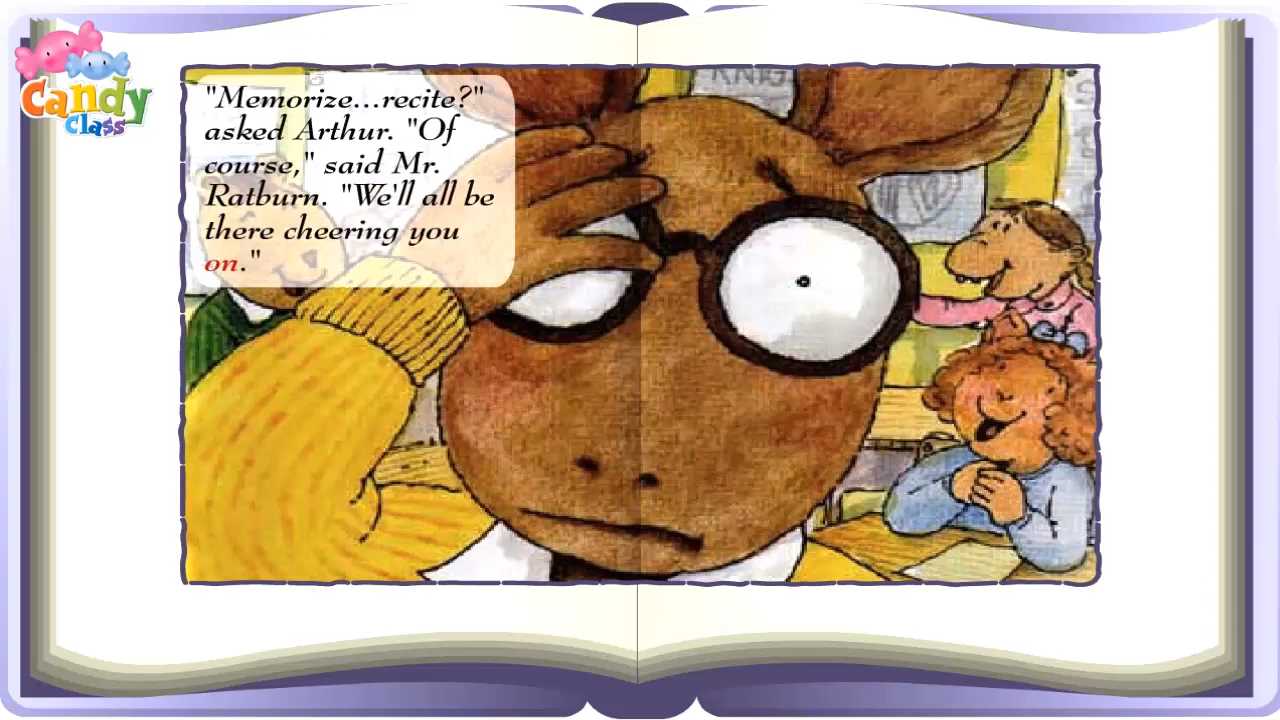 Candy
Class
"Memorize...recite?"
asked Arthur. "Of
course," said Mr.
Ratburn. "We'll all be
there cheering you
on."
KNIG